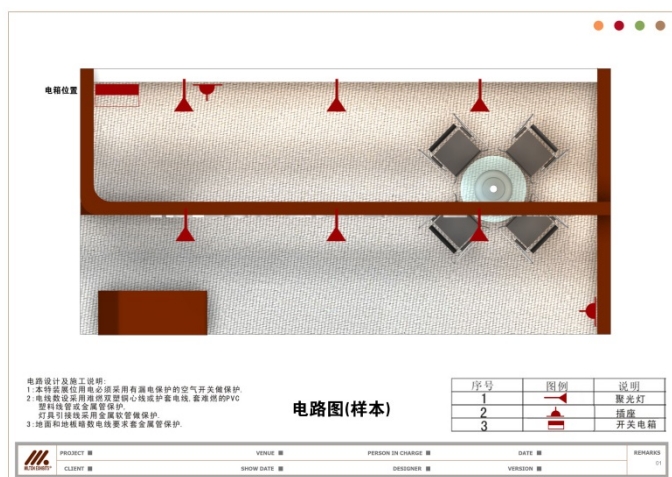 电箱位置
电路设计及施工说明:
1:本特装展位用电必须采用有漏电保护的空气开关做保护.
2:电线敷设采用难燃双塑铜心线或护套电线,套难燃的PVC
塑料线管或金属管保护.
灯具引接线采用金属软管做保护.
3:地面和地板暗敷电线要求套金属管保护.
电路图(样本)
序号 图例 说明
1 聚光灯
2 插座
3 开关电箱
PROJECT VENUE PERSON IN CHARGE DATE REMARKS
CLIENT SHOW DATE DESIGNER VERSION 01
MILTON EXHIBITS